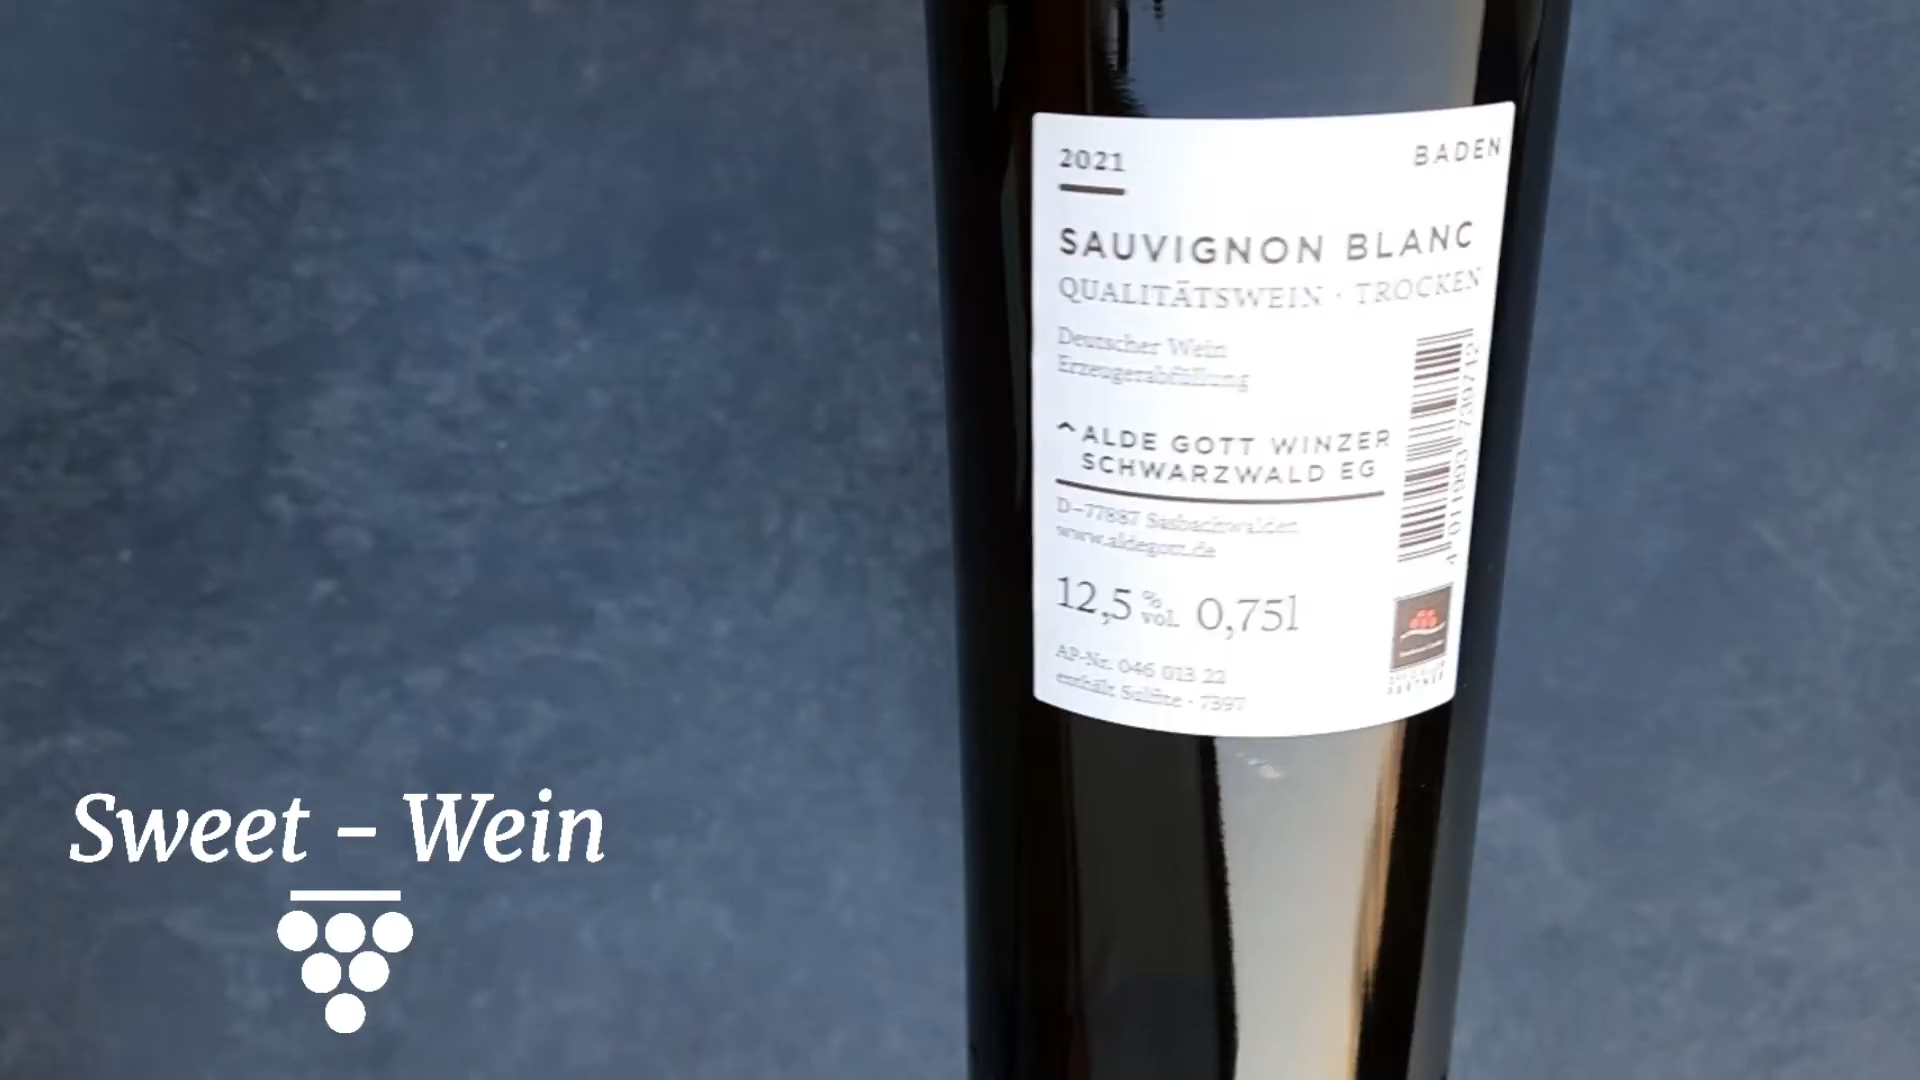 2021
BADEN
SAUVIGNON BLANC
QUALITÄTSWEIN · TROCKEN
Deutscher Wein
Erzeugerabfüllung
ALDE GOTT WINZER
SCHWARZWALD EG
D-77887 Sasbachwalden
www.aldegott.de
12,5 % vol. 0,75l
AP-Nr. 046 013 22
enthält Sulfite · 7397
PARTNER
Sweet - Wein